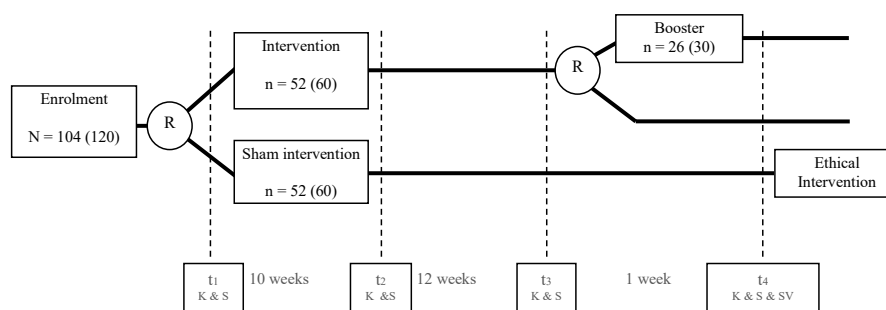 Booster
n = 26 (30)
Intervention
n = 52 (60)
R
Enrolment
N = 104 (120)
R
Sham intervention
n = 52 (60)
Ethical
Intervention
t1
K & S
10 weeks
t2
K &S
12 weeks
t3
K & S
1 week
t4
K & S & SV